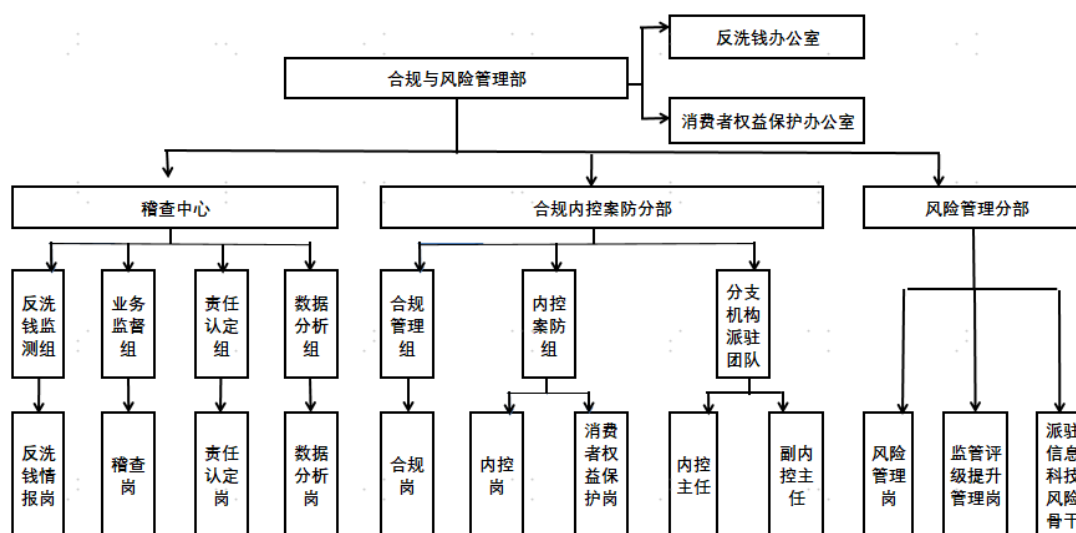 反洗钱办公室
合规与风险管理部
消费者权益保护办公室
稽查中心
合规内控案防分部
风险管理分部
反洗
钱监
测组
业务
监督
组
责任
认定
组
数据
分析
组
合规
管理
组
内控
案防
组
分支
机构
派驻
团队
反洗
钱情
报岗
稽查
岗
责任
认定
岗
数据
分析
岗
合规
岗
内控
岗
消费
者权
益保
护岗
内控
主任
副内
控主
任
风险
管理
岗
监管评
级提升
管理岗
派驻
信息
科技
风险
骨干